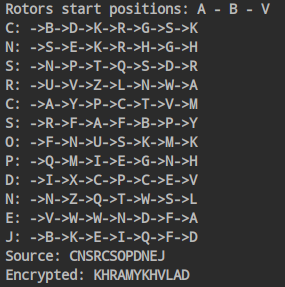 Rotors start positions: A - B - V
C: ->B->D->K->R->G->S->K
N: ->S->E->K->R->H->G->H
S: ->N->P->T->Q->S->D->R
R: ->U->V->Z->L->N->W->A
C: ->A->Y->P->C->T->V->M
S: ->R->F->A->F->B->P->Y
O: ->F->N->U->S->K->M->K
P: ->Q->M->I->E->G->N->H
D: ->I->X->C->P->C->E->V
N: ->N->Z->Q->T->W->S->L
E: ->V->W->W->N->D->F->A
J: ->B->K->E->I->Q->F->D
Source: CNSRCSOPDNEJ
Encrypted: KHRAMYKHVLAD